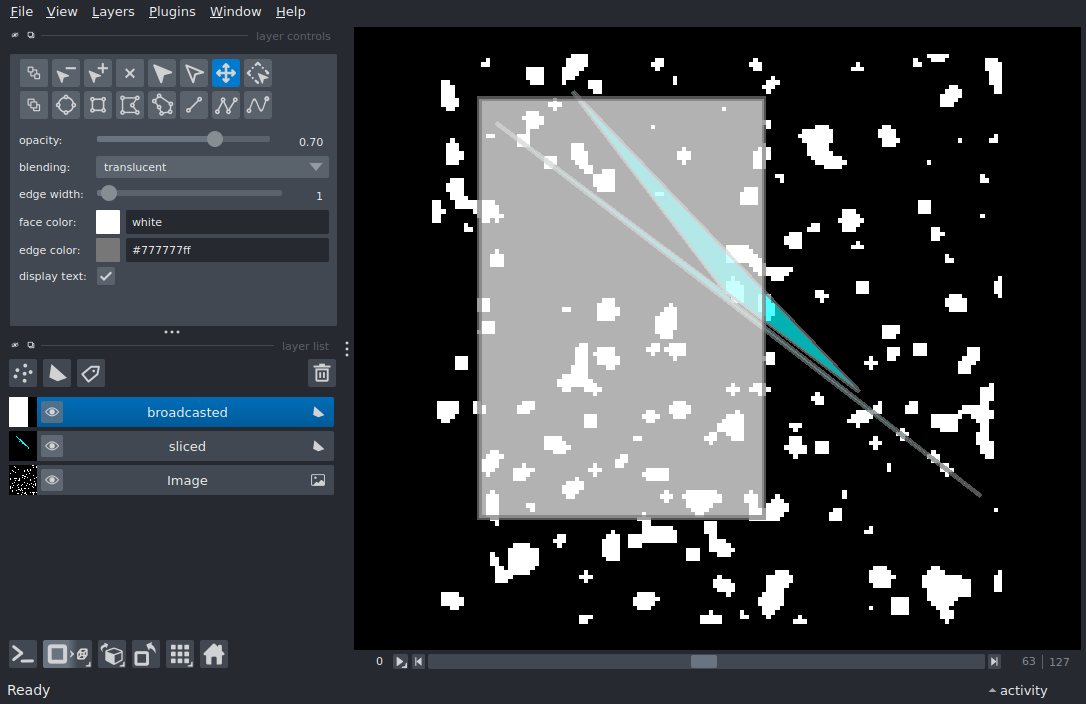 File View Layers Plugins Window Help
layer controls
opacity: 0.70
blending: translucent
edge width: 1
face color: white
edge color: #777777ff
display text:
layer list
broadcasted
sliced
Image
0 63 127
Ready activity